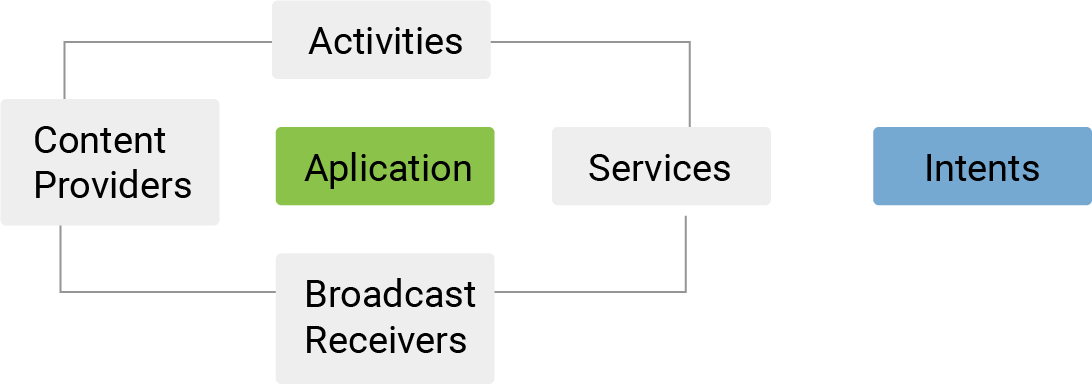 Activities
Content
Providers
Aplication
Services
Intents
Broadcast
Receivers